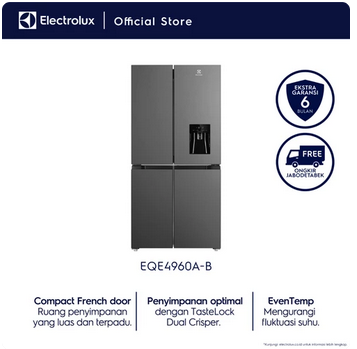 Electrolux | Official Store
EKSTRA
GARANSI
6
BULAN
FREE
ONGKIR
JABODETABEK
EQE4960A-B
Compact French door
Ruang penyimpanan
yang luas dan terpadu.
Penyimpanan optimal
dengan TasteLock
Dual Crisper.
EvenTemp
Mengurangi
fluktuasi suhu.